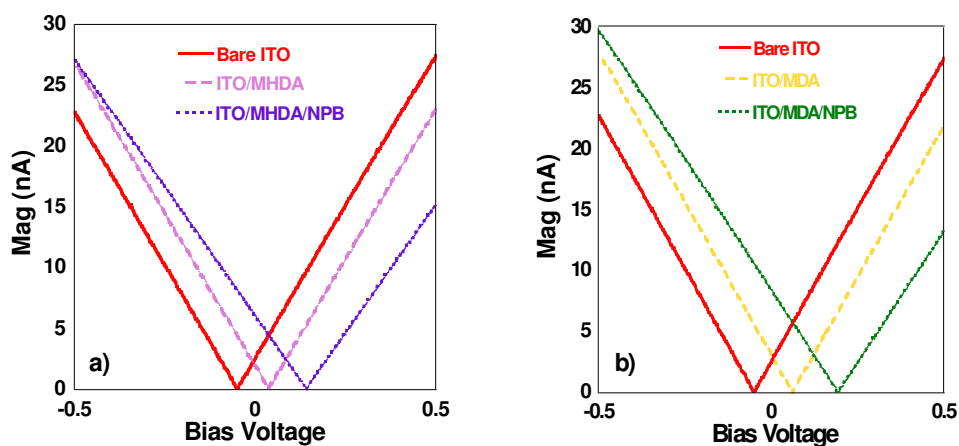 30
25
20
15
10
5
0
Mag (nA)
Bare ITO
ITO/MHDA
ITO/MHDA/NPB
a)
-0.5
0
0.5
Bias Voltage
30
25
20
15
10
5
0
Mag (nA)
Bare ITO
ITO/MDA
ITO/MDA/NPB
b)
-0.5
0
0.5
Bias Voltage